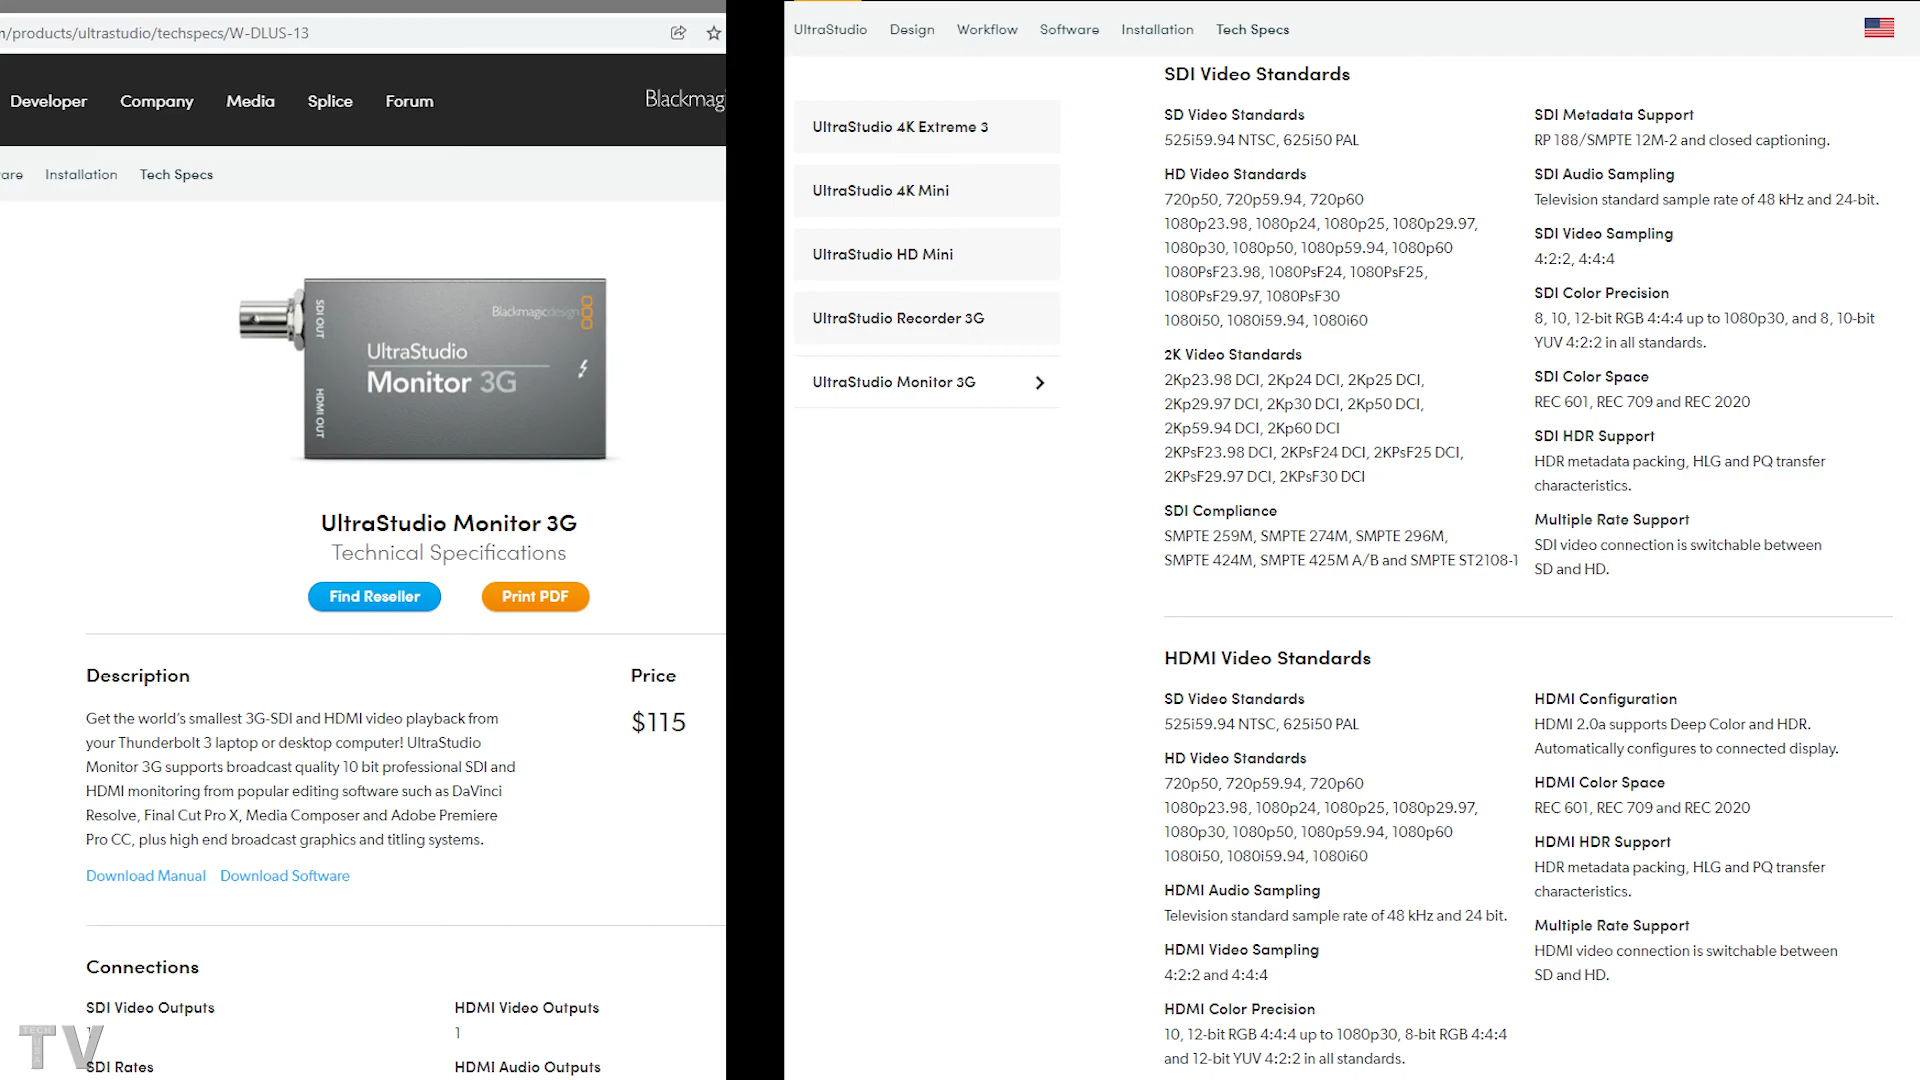 n/products/ultrastudio/techspecs/W-DLUS-13
Developer Company Media Splice Forum
Blackmagic
are Installation Tech Specs
SDI OUT
HDMI OUT
Blackmagicdesign
UltraStudio
Monitor 3G
UltraStudio Monitor 3G
Technical Specifications
Find Reseller Print PDF
Description
Get the world's smallest 3G-SDI and HDMI video playback from
your Thunderbolt 3 laptop or desktop computer! UltraStudio
Monitor 3G supports broadcast quality 10 bit professional SDI and
HDMI monitoring from popular editing software such as DaVinci
Resolve, Final Cut Pro X, Media Composer and Adobe Premiere
Pro CC, plus high end broadcast graphics and titling systems.
Download Manual Download Software
Price
$115
Connections
SDI Video Outputs
1
SDI Rates
HDMI Video Outputs
1
HDMI Audio Outputs
TECH
USA
TV
UltraStudio Design Workflow Software Installation Tech Specs
UltraStudio 4K Extreme 3
UltraStudio 4K Mini
UltraStudio HD Mini
UltraStudio Recorder 3G
UltraStudio Monitor 3G
SDI Video Standards
SD Video Standards
525i59.94 NTSC, 625i50 PAL
HD Video Standards
720p50, 720p59.94, 720p60
1080p23.98, 1080p24, 1080p25, 1080p29.97,
1080p30, 1080p50, 1080p59.94, 1080p60
1080PsF23.98, 1080PsF24, 1080PsF25,
1080PsF29.97, 1080PsF30
1080i50, 1080i59.94, 1080i60
2K Video Standards
2Kp23.98 DCI, 2Kp24 DCI, 2Kp25 DCI,
2Kp29.97 DCI, 2Kp30 DCI, 2Kp50 DCI,
2Kp59.94 DCI, 2Kp60 DCI
2KPsF23.98 DCI, 2KPsF24 DCI, 2KPsF25 DCI,
2KPsF29.97 DCI, 2KPsF30 DCI
SDI Compliance
SMPTE 259M, SMPTE 274M, SMPTE 296M,
SMPTE 424M, SMPTE 425M A/B and SMPTE ST2108-1
SDI Metadata Support
RP 188/SMPTE 12M-2 and closed captioning.
SDI Audio Sampling
Television standard sample rate of 48 kHz and 24-bit.
SDI Video Sampling
4:2:2, 4:4:4
SDI Color Precision
8, 10, 12-bit RGB 4:4:4 up to 1080p30, and 8, 10-bit
YUV 4:2:2 in all standards.
SDI Color Space
REC 601, REC 709 and REC 2020
SDI HDR Support
HDR metadata packing, HLG and PQ transfer
characteristics.
Multiple Rate Support
SDI video connection is switchable between
SD and HD.
HDMI Video Standards
SD Video Standards
525i59.94 NTSC, 625i50 PAL
HD Video Standards
720p50, 720p59.94, 720p60
1080p23.98, 1080p24, 1080p25, 1080p29.97,
1080p30, 1080p50, 1080p59.94, 1080p60
1080i50, 1080i59.94, 1080i60
HDMI Audio Sampling
Television standard sample rate of 48 kHz and 24 bit.
HDMI Video Sampling
4:2:2 and 4:4:4
HDMI Color Precision
10, 12-bit RGB 4:4:4 up to 1080p30, 8-bit RGB 4:4:4
and 12-bit YUV 4:2:2 in all standards.
HDMI Configuration
HDMI 2.0a supports Deep Color and HDR.
Automatically configures to connected display.
HDMI Color Space
REC 601, REC 709 and REC 2020
HDMI HDR Support
HDR metadata packing, HLG and PQ transfer
characteristics.
Multiple Rate Support
HDMI video connection is switchable between
SD and HD.